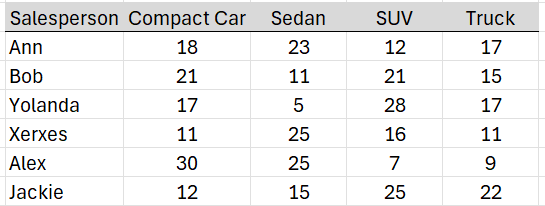 Salesperson Compact Car Sedan SUV Truck
Ann 18 23 12 17
Bob 21 11 21 15
Yolanda 17 5 28 17
Xerxes 11 25 16 11
Alex 30 25 7 9
Jackie 12 15 25 22